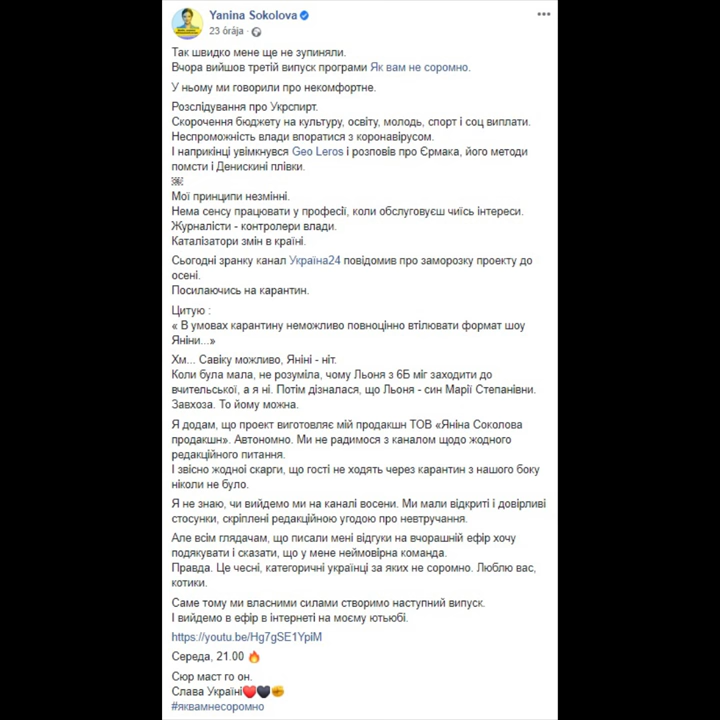 Yanina Sokolova
23 órája ·
Так швидко мене ще не зупиняли.
Вчора вийшов третій випуск програми Як вам не соромно.
У ньому ми говорили про некомфортне.
Розслідування про Укрспирт.
Скорочення бюджету на культуру, освіту, молодь, спорт і соц виплати.
Неспроможність влади впоратися з коронавірусом.
І наприкінці увімкнувся Geo Leros і розповів про Єрмака, його методи
помсти і Денискині плівки.
Мої принципи незмінні.
Нема сенсу працювати у професії, коли обслуговуєш чиїсь інтереси.
Журналісти - контролери влади.
Каталізатори змін в країні.
Сьогодні зранку канал Україна24 повідомив про заморозку проекту до
осені.
Посилаючись на карантин.
Цитую :
« В умовах карантину неможливо повноцінно втілювати формат шоу
Яніни...»
Хм... Савіку можливо, Яніні - ніт.
Коли була мала, не розуміла, чому Льоня з 6Б міг заходити до
вчительської, а я ні. Потім дізналася, що Льоня - син Марії Степанівни.
Завхоза. То йому можна.
Я додам, що проект виготовляє мій продакшн ТОВ «Яніна Соколова
продакшн». Автономно. Ми не радимося з каналом щодо жодного
редакційного питання.
І звісно жодної скарги, що гості не ходять через карантин з нашого боку
ніколи не було.
Я не знаю, чи вийдемо ми на каналі восени. Ми мали відкриті і довірливі
стосунки, скріплені редакційною угодою про невтручання.
Але всім глядачам, що писали мені відгуки на вчорашній ефір хочу
подякувати і сказати, що у мене неймовірна команда.
Правда. Це чесні, категоричні українці за яких не соромно. Люблю вас,
котики.
Саме тому ми власними силами створимо наступний випуск.
І вийдемо в ефір в інтернеті на моєму ютьюбі.
https://youtu.be/Hg7gSE1YpiM
Середа, 21.00 🔥
Сюр маст го он.
Слава Україні❤️🖤✊
#яквамнесоромно